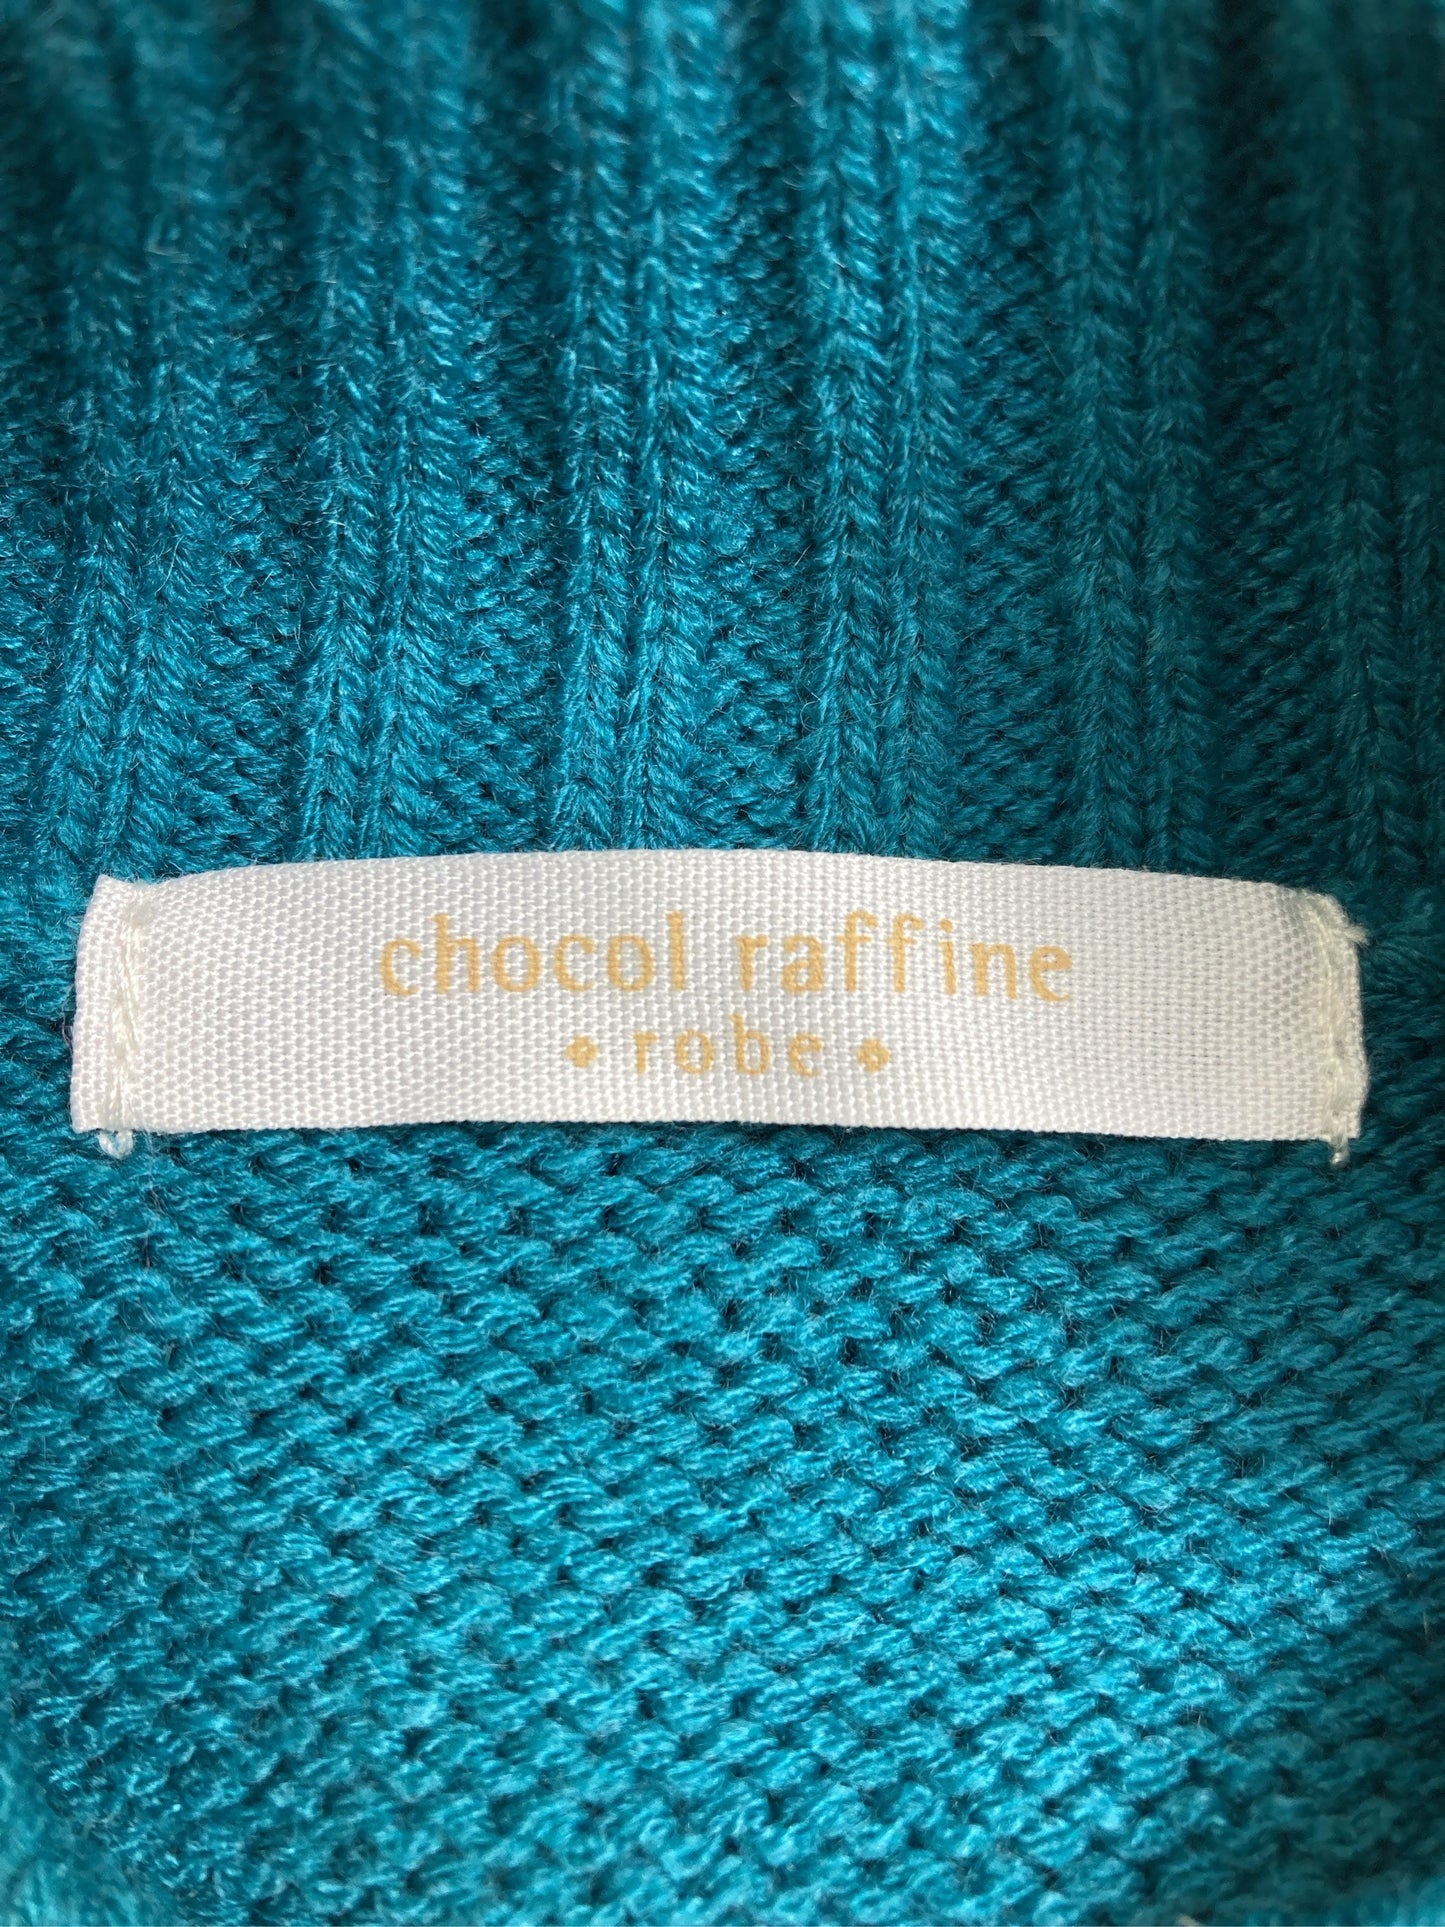 chocol raffine
• robe •